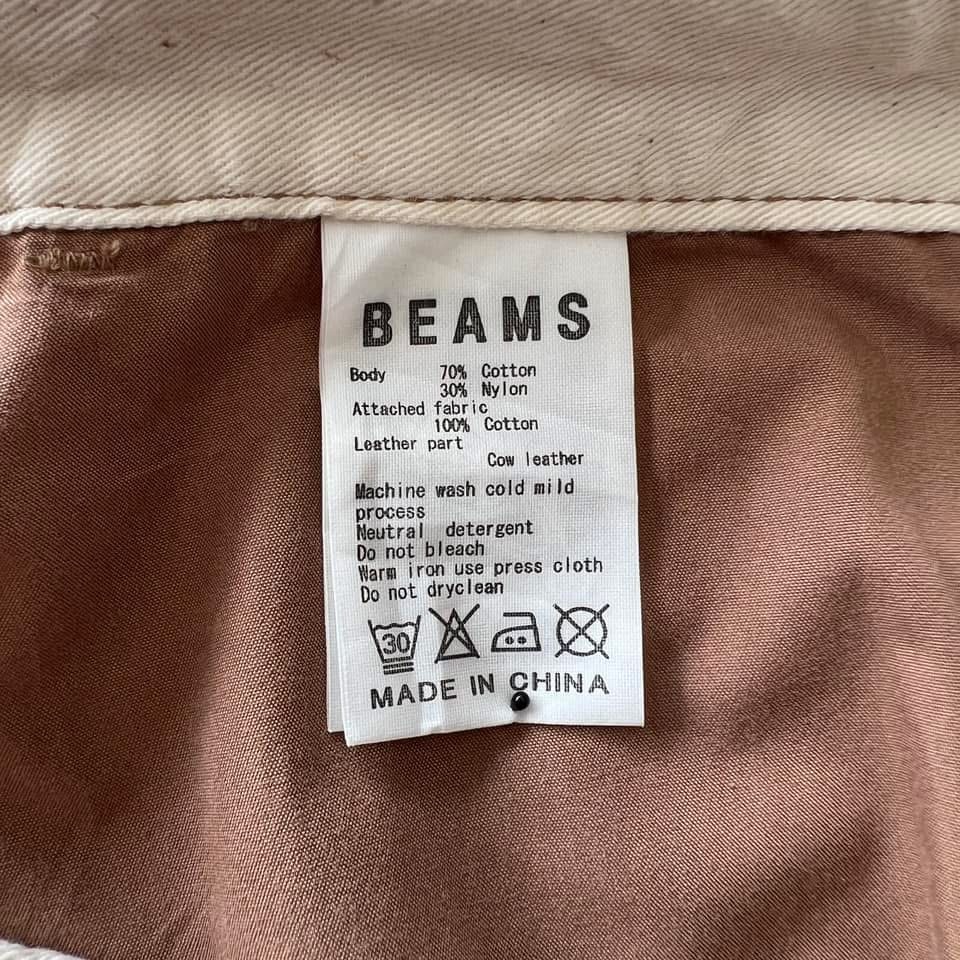 BEAMS
Body 70% Cotton
30% Nylon
Attached fabric
100% Cotton
Leather part
Cow leather
Machine wash cold mild
process
Neutral detergent
Do not bleach
Warm iron use press cloth
Do not dryclean
30
MADE IN CHINA